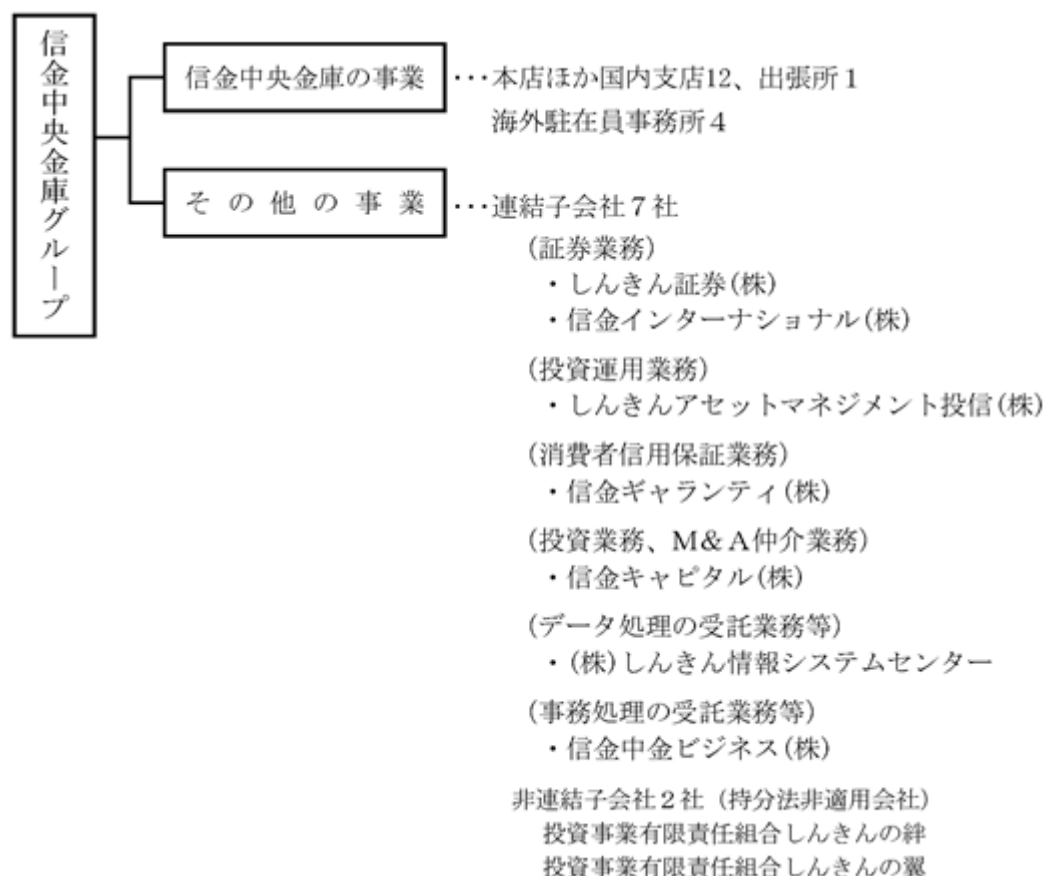 信金中央金庫グループ
信金中央金庫の事業 ･･･本店ほか国内支店12、出張所１
海外駐在員事務所４
その他の事業 ･･･連結子会社７社
(証券業務)
・しんきん証券(株)
・信金インターナショナル(株)
(投資運用業務)
・しんきんアセットマネジメント投信(株)
(消費者信用保証業務)
・信金ギャランティ(株)
(投資業務、M&A仲介業務)
・信金キャピタル(株)
(データ処理の受託業務等)
・(株)しんきん情報システムセンター
(事務処理の受託業務等)
・信金中金ビジネス(株)
非連結子会社２社（持分法非適用会社）
投資事業有限責任組合しんきんの絆
投資事業有限責任組合しんきんの翼